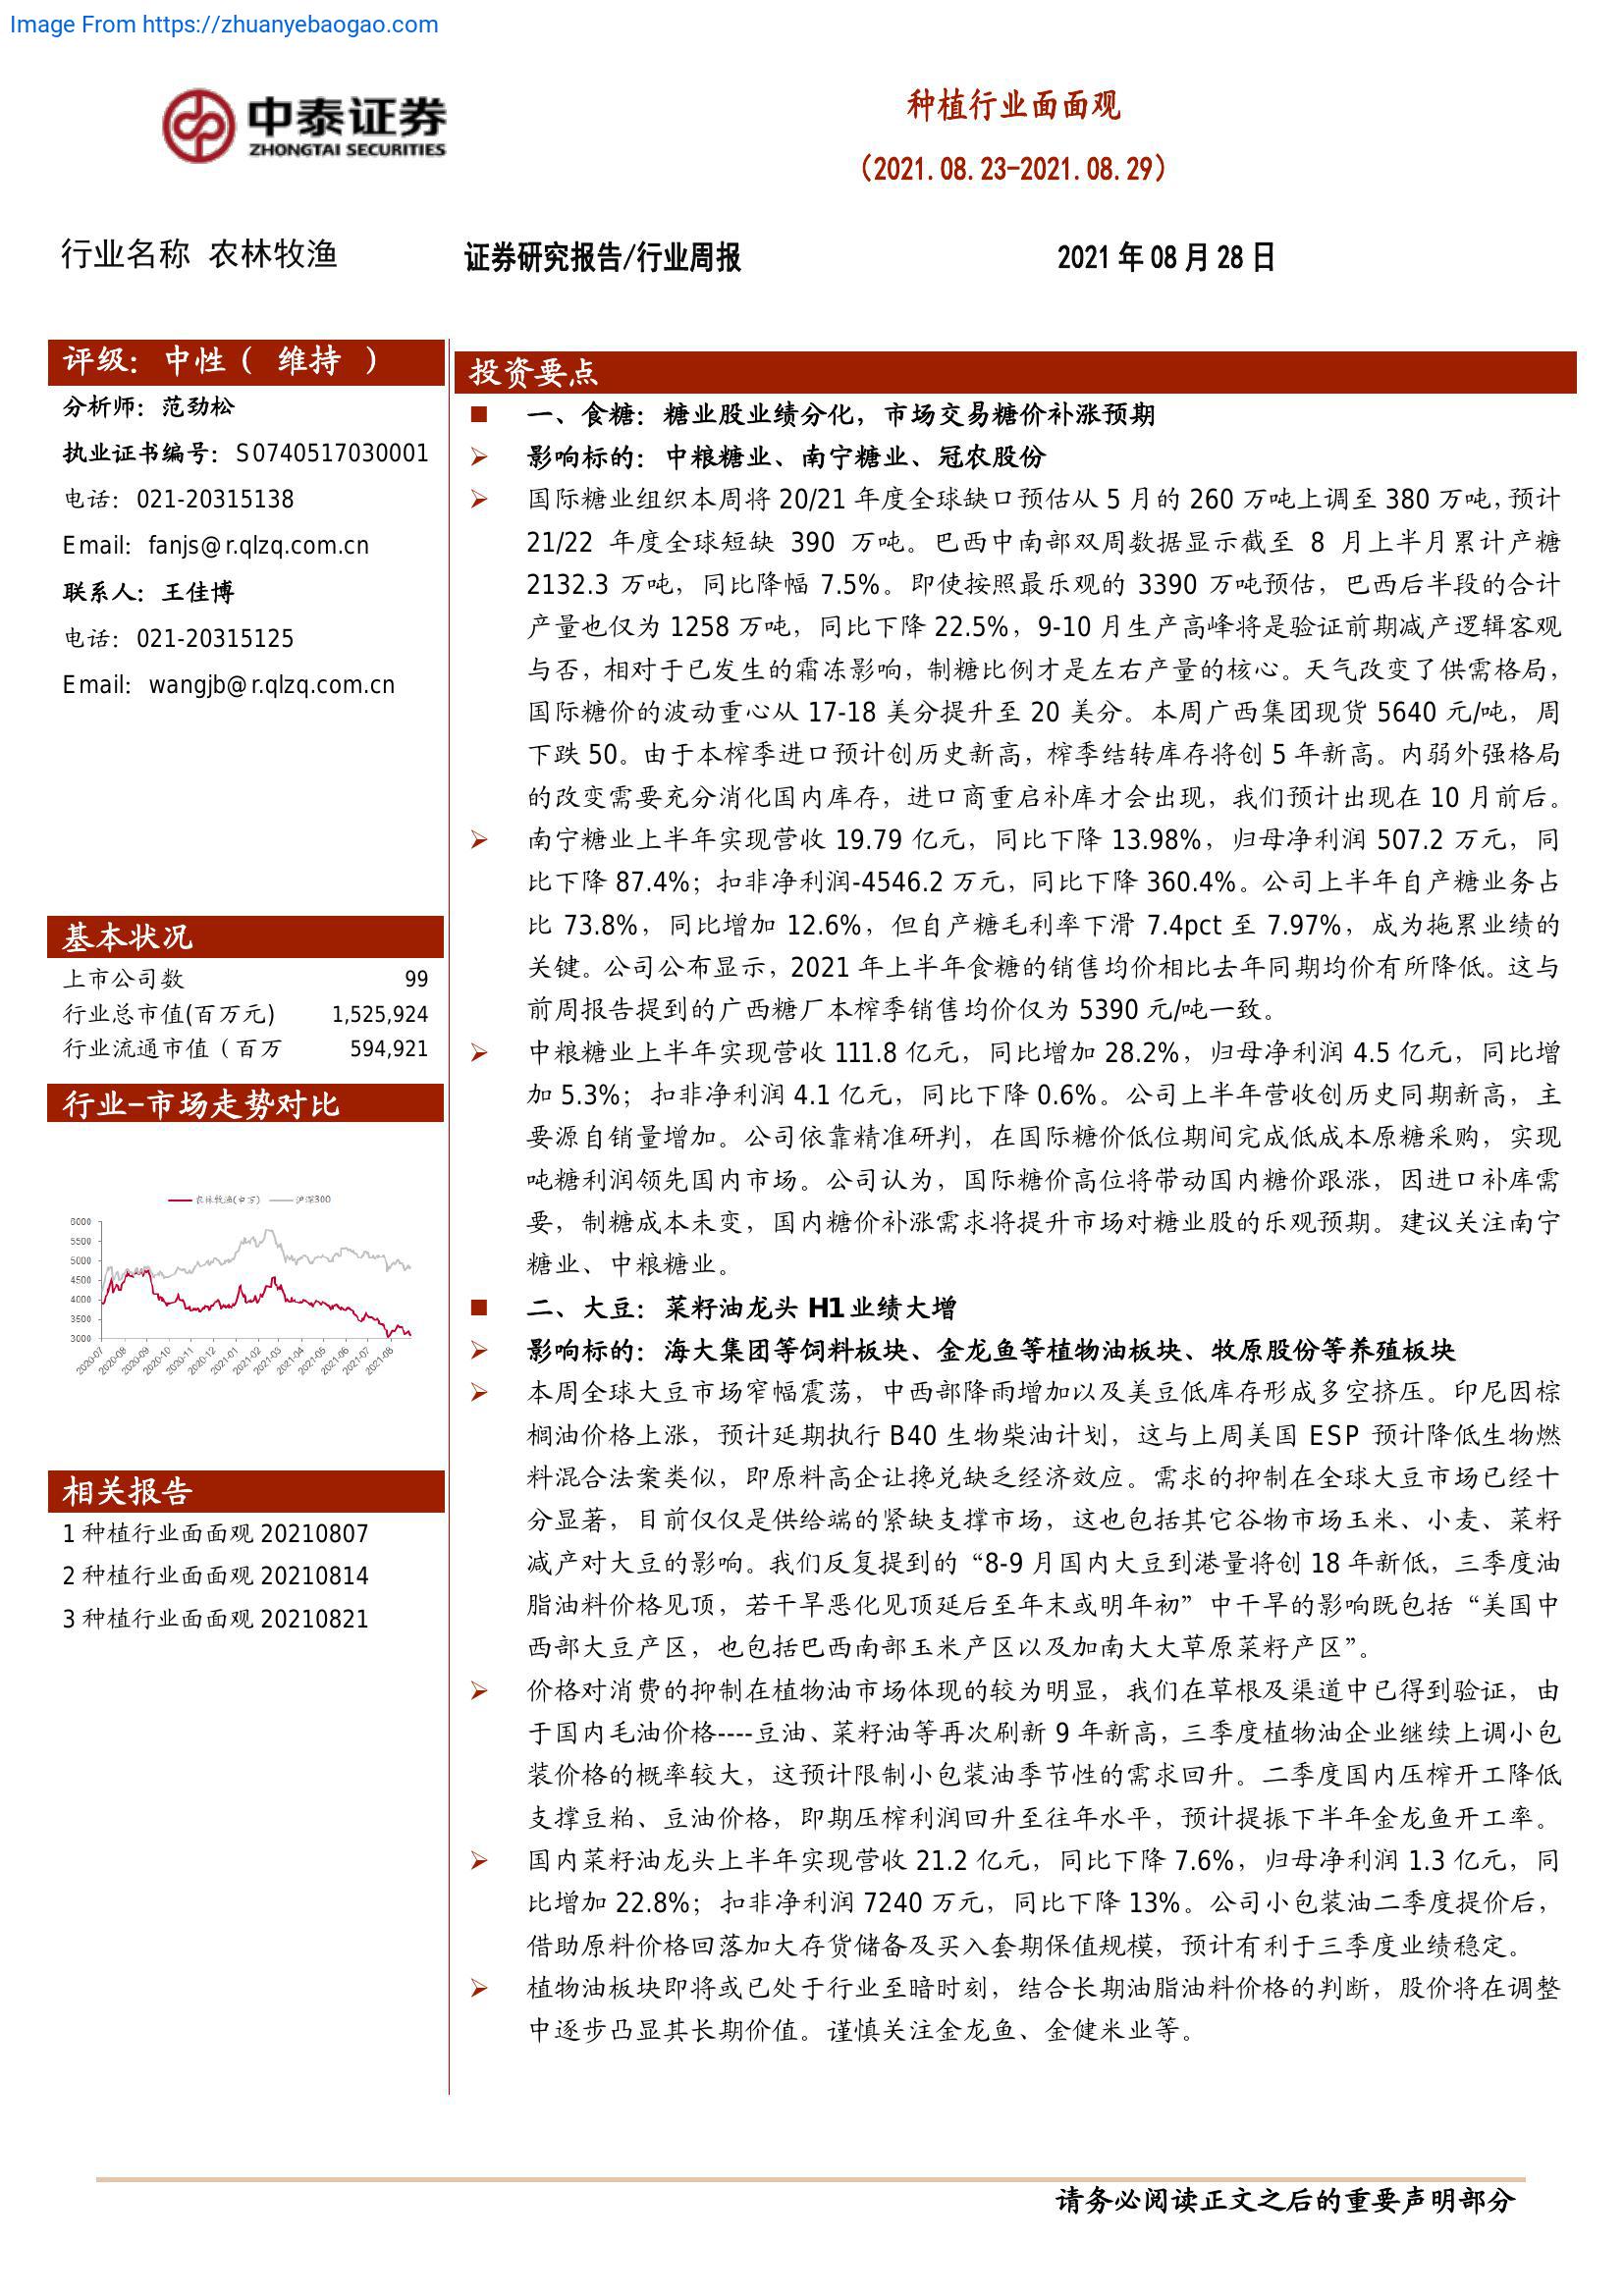 Image From https://zhuanyebaogao.com
中泰证券
ZHONGTAI SECURITIES
种植行业面面观
（2021.08.23-2021.08.29）
行业名称 农林牧渔
证券研究报告/行业周报
2021 年 08 月 28 日
评级：中性（ 维持 ）
分析师：范劲松
执业证书编号：S0740517030001
电话：021-20315138
Email：fanjs@r.qlzq.com.cn
联系人：王佳博
电话：021-20315125
Email：wangjb@r.qlzq.com.cn
基本状况
上市公司数 99
行业总市值(百万元) 1,525,924
行业流通市值（百万 594,921
行业-市场走势对比
农林牧渔(申万) 沪深300
6000
5500
5000
4500
4000
3500
3000
2020-07 2020-08 2020-09 2020-10 2020-11 2020-12 2021-01 2021-02 2021-03 2021-04 2021-05 2021-06 2021-07 2021-08
相关报告
1 种植行业面面观 20210807
2 种植行业面面观 20210814
3 种植行业面面观 20210821
投资要点
■ 一、食糖：糖业股业绩分化，市场交易糖价补涨预期
➢ 影响标的：中粮糖业、南宁糖业、冠农股份
➢ 国际糖业组织本周将 20/21 年度全球缺口预估从 5 月的 260 万吨上调至 380 万吨，预计
21/22 年度全球短缺 390 万吨。巴西中南部双周数据显示截至 8 月上半月累计产糖
2132.3 万吨，同比降幅 7.5%。即使按照最乐观的 3390 万吨预估，巴西后半段的合计
产量也仅为 1258 万吨，同比下降 22.5%，9-10 月生产高峰将是验证前期减产逻辑客观
与否，相对于已发生的霜冻影响，制糖比例才是左右产量的核心。天气改变了供需格局，
国际糖价的波动重心从 17-18 美分提升至 20 美分。本周广西集团现货 5640 元/吨，周
下跌 50。由于本榨季进口预计创历史新高，榨季结转库存将创 5 年新高。内弱外强格局
的改变需要充分消化国内库存，进口商重启补库才会出现，我们预计出现在 10 月前后。
➢ 南宁糖业上半年实现营收 19.79 亿元，同比下降 13.98%，归母净利润 507.2 万元，同
比下降 87.4%；扣非净利润-4546.2 万元，同比下降 360.4%。公司上半年自产糖业务占
比 73.8%，同比增加 12.6%，但自产糖毛利率下滑 7.4pct 至 7.97%，成为拖累业绩的
关键。公司公布显示，2021 年上半年食糖的销售均价相比去年同期均价有所降低。这与
前周报告提到的广西糖厂本榨季销售均价仅为 5390 元/吨一致。
➢ 中粮糖业上半年实现营收 111.8 亿元，同比增加 28.2%，归母净利润 4.5 亿元，同比增
加 5.3%；扣非净利润 4.1 亿元，同比下降 0.6%。公司上半年营收创历史同期新高，主
要源自销量增加。公司依靠精准研判，在国际糖价低位期间完成低成本原糖采购，实现
吨糖利润领先国内市场。公司认为，国际糖价高位将带动国内糖价跟涨，因进口补库需
要，制糖成本未变，国内糖价补涨需求将提升市场对糖业股的乐观预期。建议关注南宁
糖业、中粮糖业。
■ 二、大豆：菜籽油龙头 H1 业绩大增
➢ 影响标的：海大集团等饲料板块、金龙鱼等植物油板块、牧原股份等养殖板块
➢ 本周全球大豆市场窄幅震荡，中西部降雨增加以及美豆低库存形成多空挤压。印尼因棕
榈油价格上涨，预计延期执行 B40 生物柴油计划，这与上周美国 ESP 预计降低生物燃
料混合法案类似，即原料高企让搀兑缺乏经济效应。需求的抑制在全球大豆市场已经十
分显著，目前仅仅是供给端的紧缺支撑市场，这也包括其它谷物市场玉米、小麦、菜籽
减产对大豆的影响。我们反复提到的“8-9 月国内大豆到港量将创 18 年新低，三季度油
脂油料价格见顶，若干旱恶化见顶延后至年末或明年初”中干旱的影响既包括“美国中
西部大豆产区，也包括巴西南部玉米产区以及加南大大草原菜籽产区”。
➢ 价格对消费的抑制在植物油市场体现的较为明显，我们在草根及渠道中已得到验证，由
于国内毛油价格----豆油、菜籽油等再次刷新 9 年新高，三季度植物油企业继续上调小包
装价格的概率较大，这预计限制小包装油季节性的需求回升。二季度国内压榨开工降低
支撑豆粕、豆油价格，即期压榨利润回升至往年水平，预计提振下半年金龙鱼开工率。
➢ 国内菜籽油龙头上半年实现营收 21.2 亿元，同比下降 7.6%，归母净利润 1.3 亿元，同
比增加 22.8%；扣非净利润 7240 万元，同比下降 13%。公司小包装油二季度提价后，
借助原料价格回落加大存货储备及买入套期保值规模，预计有利于三季度业绩稳定。
➢ 植物油板块即将或已处于行业至暗时刻，结合长期油脂油料价格的判断，股价将在调整
中逐步凸显其长期价值。谨慎关注金龙鱼、金健米业等。
请务必阅读正文之后的重要声明部分